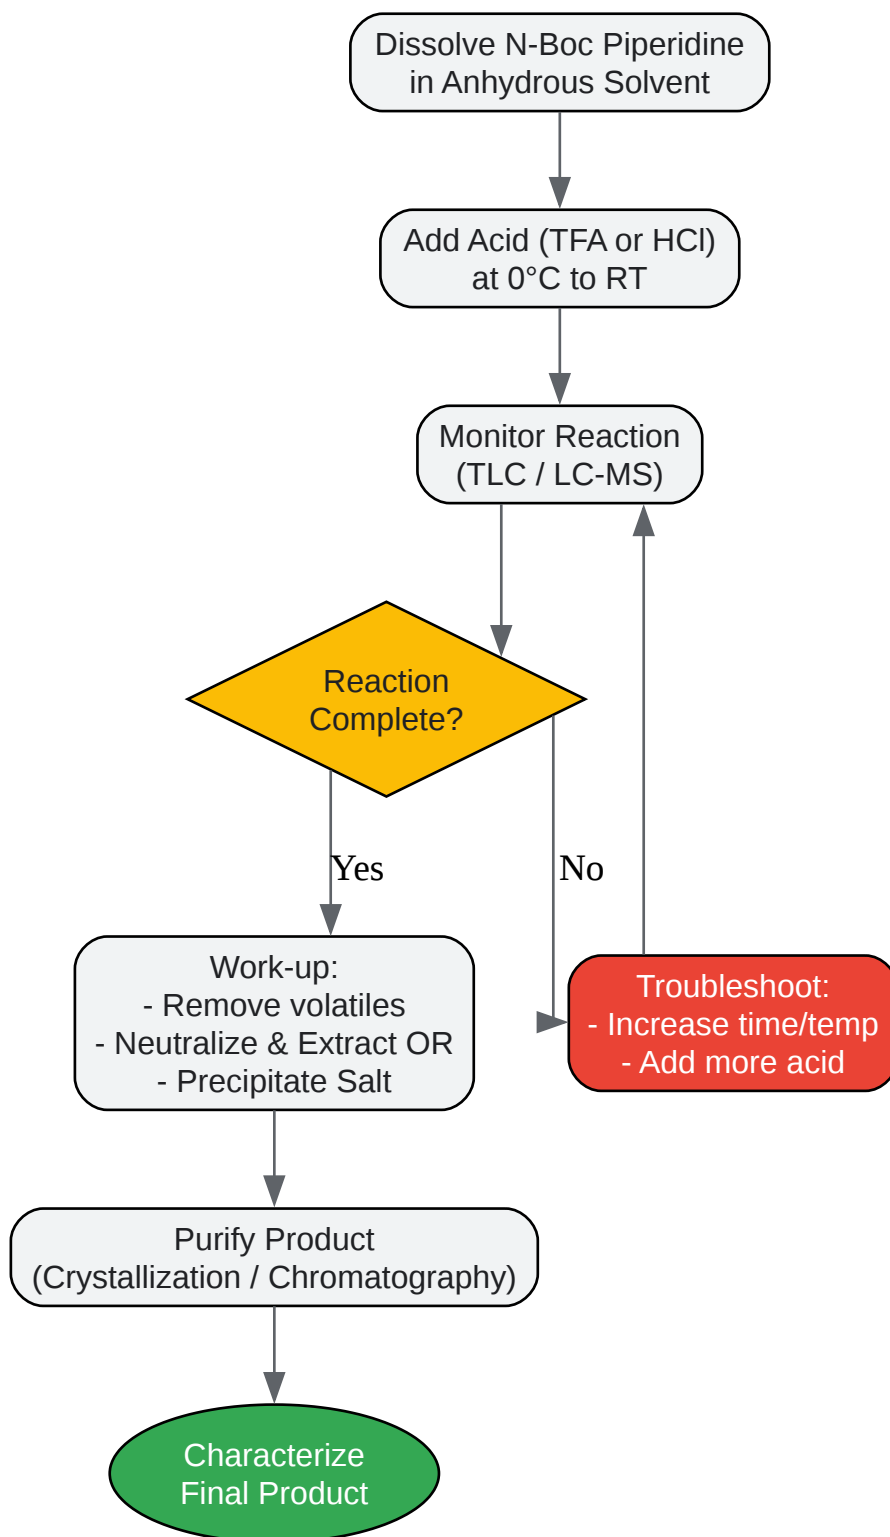 Dissolve N-Boc Piperidine
in Anhydrous Solvent
Add Acid (TFA or HCl)
at 0°C to RT
Monitor Reaction
(TLC / LC-MS)
Reaction
Complete?
Yes
No
Work-up:
- Remove volatiles
- Neutralize & Extract OR
- Precipitate Salt
Troubleshoot:
- Increase time/temp
- Add more acid
Purify Product
(Crystallization / Chromatography)
Characterize
Final Product